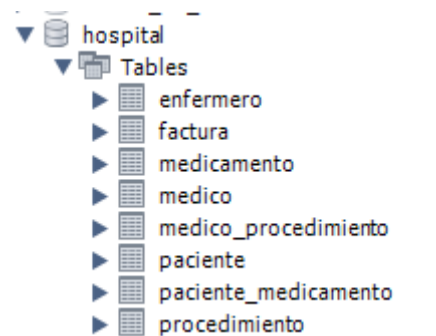 hospital
Tables
enfermero
factura
medicamento
medico
medico_procedimiento
paciente
paciente_medicamento
procedimiento